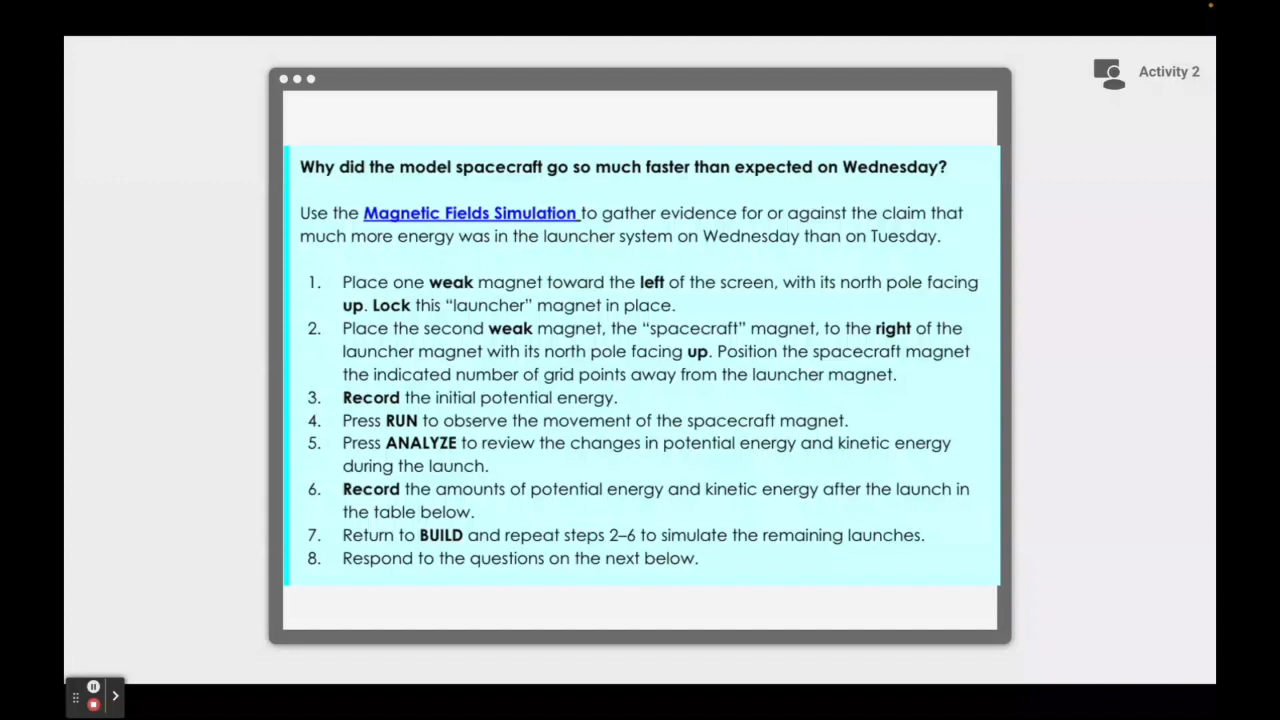 Activity 2
Why did the model spacecraft go so much faster than expected on Wednesday?
Use the Magnetic Fields Simulation to gather evidence for or against the claim that
much more energy was in the launcher system on Wednesday than on Tuesday.
1. Place one weak magnet toward the left of the screen, with its north pole facing
up. Lock this “launcher” magnet in place.
2. Place the second weak magnet, the “spacecraft” magnet, to the right of the
launcher magnet with its north pole facing up. Position the spacecraft magnet
the indicated number of grid points away from the launcher magnet.
3. Record the initial potential energy.
4. Press RUN to observe the movement of the spacecraft magnet.
5. Press ANALYZE to review the changes in potential energy and kinetic energy
during the launch.
6. Record the amounts of potential energy and kinetic energy after the launch in
the table below.
7. Return to BUILD and repeat steps 2–6 to simulate the remaining launches.
8. Respond to the questions on the next below.